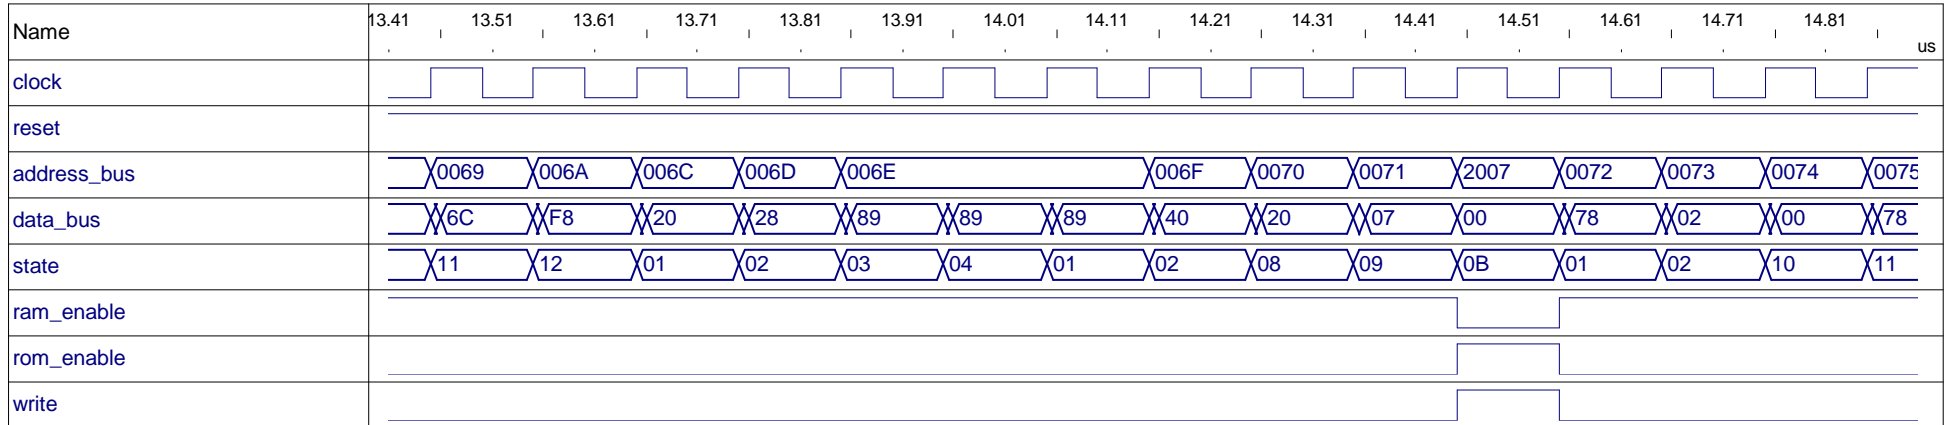 Name 13.41 13.51 13.61 13.71 13.81 13.91 14.01 14.11 14.21 14.31 14.41 14.51 14.61 14.71 14.81 us
clock
reset
address_bus 0069 006A 006C 006D 006E 006F 0070 0071 2007 0072 0073 0074 0075
data_bus 6C F8 20 28 89 89 89 40 20 07 00 78 02 00 78
state 11 12 01 02 03 04 01 02 08 09 0B 01 02 10 11
ram_enable
rom_enable
write